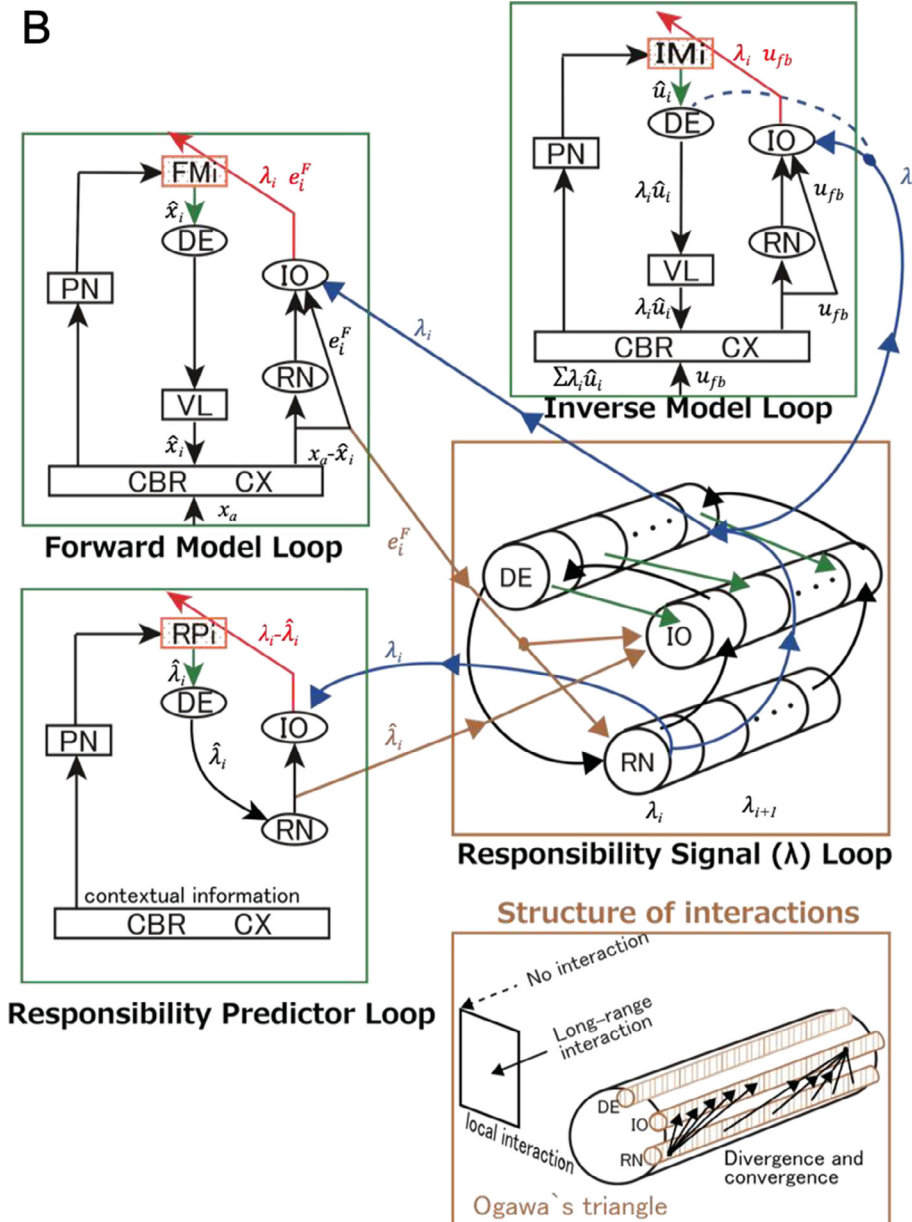 B
λi ufb
IMi
ûi
DE
IO
PN
λ
λiûi
ufb
RN
VL
λiûi
ufb
CBR CX
Σλiûi
ufb
Inverse Model Loop
FMi
λi eiF
x̂i
DE
IO
PN
λi
eiF
RN
VL
x̂i
xa-x̂i
CBR CX
xa
Forward Model Loop
eiF
DE
...
IO
...
RN
...
λi
λi+1
Responsibility Signal (λ) Loop
RPi
λi-λ̂i
λ̂i
λi
DE
IO
PN
λ̂i
λ̂i
RN
contextual information
CBR CX
Responsibility Predictor Loop
Structure of interactions
No interaction
Long-range
interaction
local interaction
DE
IO
RN
Divergence and
convergence
Ogawa`s triangle